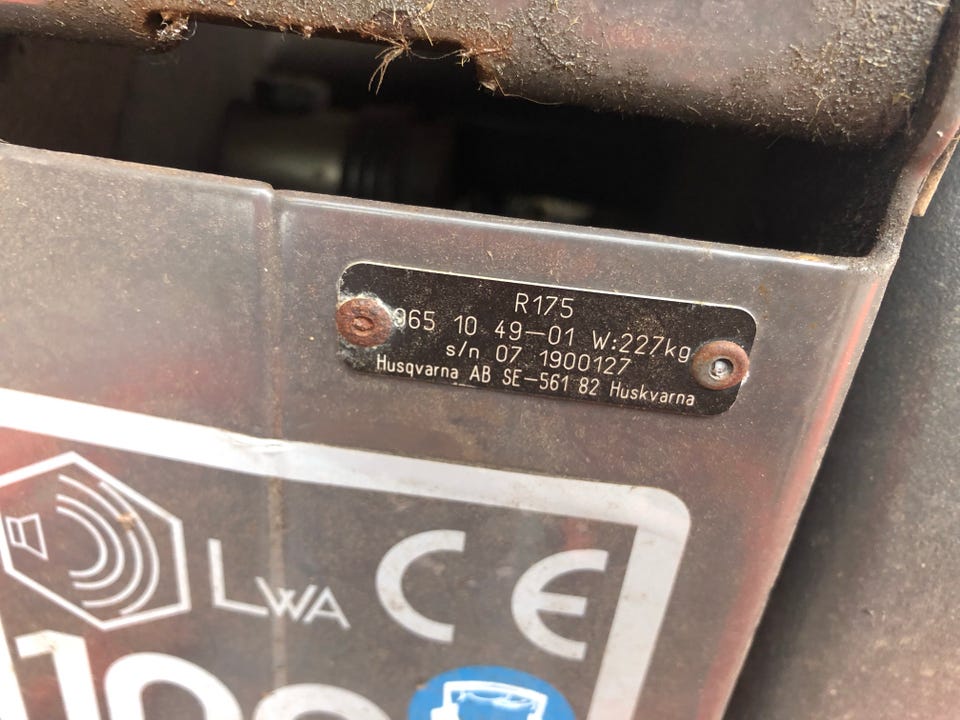 R175
965 10 49-01 W:227kg
s/n 07 1900127
Husqvarna AB SE-561 82 Huskvarna
LWA CE